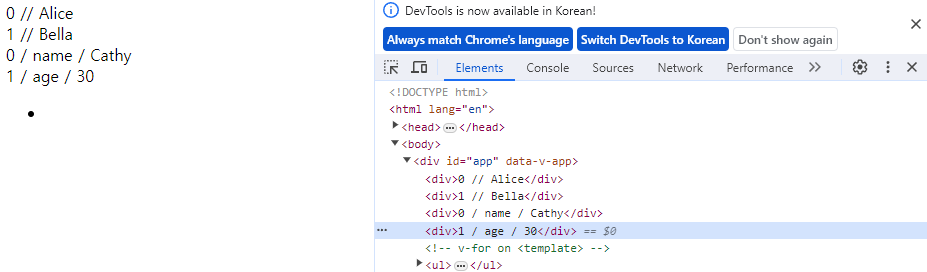 0 // Alice
1 // Bella
0 / name / Cathy
1 / age / 30
•
DevTools is now available in Korean!
Always match Chrome's language
Switch DevTools to Korean
Don't show again
Elements
Console
Sources
Network
Performance
<!DOCTYPE html>
<html lang="en">
<head> ⋯ </head>
<body>
<div id="app" data-v-app>
<div>0 // Alice</div>
<div>1 // Bella</div>
<div>0 / name / Cathy</div>
<div>1 / age / 30</div> == $0
<!-- v-for on <template> -->
<ul> ⋯ </ul>